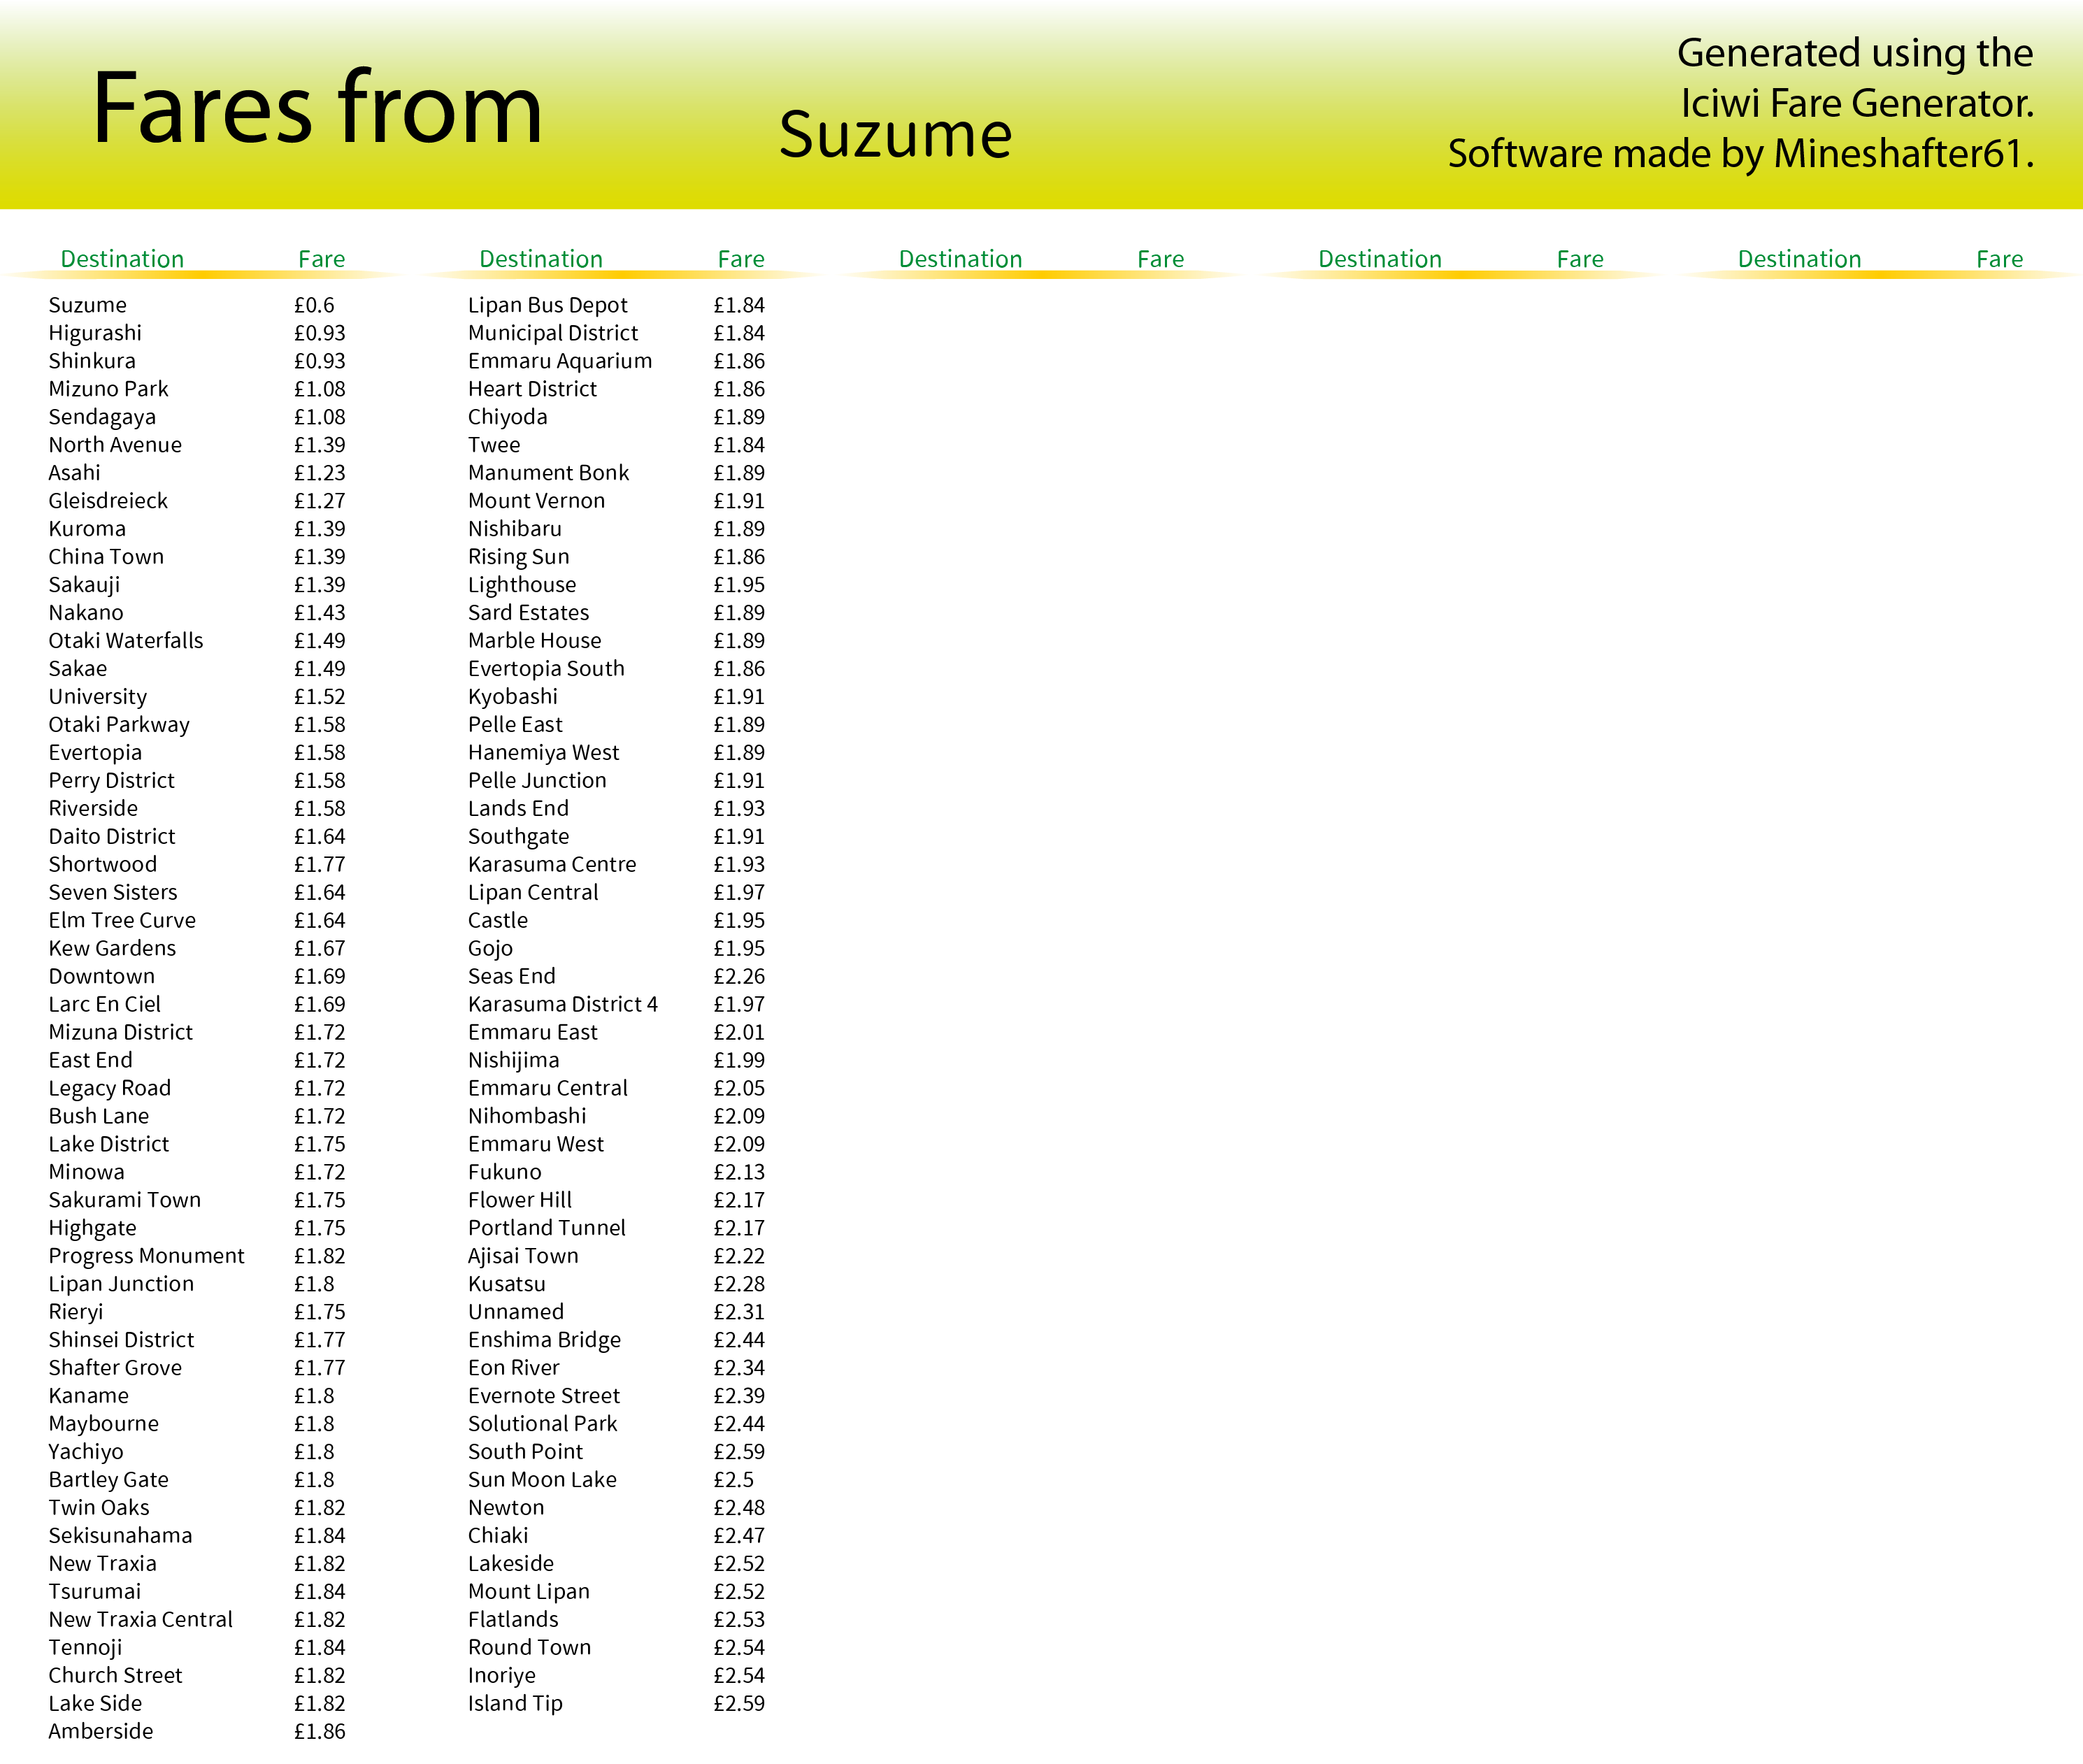 Fares from
Suzume
Generated using the
Iciwi Fare Generator.
Software made by Mineshafter61.
Destination Fare Destination Fare Destination Fare Destination Fare Destination Fare
Suzume £0.6
Higurashi £0.93
Shinkura £0.93
Mizuno Park £1.08
Sendagaya £1.08
North Avenue £1.39
Asahi £1.23
Gleisdreieck £1.27
Kuroma £1.39
China Town £1.39
Sakauji £1.39
Nakano £1.43
Otaki Waterfalls £1.49
Sakae £1.49
University £1.52
Otaki Parkway £1.58
Evertopia £1.58
Perry District £1.58
Riverside £1.58
Daito District £1.64
Shortwood £1.77
Seven Sisters £1.64
Elm Tree Curve £1.64
Kew Gardens £1.67
Downtown £1.69
Larc En Ciel £1.69
Mizuna District £1.72
East End £1.72
Legacy Road £1.72
Bush Lane £1.72
Lake District £1.75
Minowa £1.72
Sakurami Town £1.75
Highgate £1.75
Progress Monument £1.82
Lipan Junction £1.8
Rieryi £1.75
Shinsei District £1.77
Shafter Grove £1.77
Kaname £1.8
Maybourne £1.8
Yachiyo £1.8
Bartley Gate £1.8
Twin Oaks £1.82
Sekisunahama £1.84
New Traxia £1.82
Tsurumai £1.84
New Traxia Central £1.82
Tennoji £1.84
Church Street £1.82
Lake Side £1.82
Amberside £1.86
Lipan Bus Depot £1.84
Municipal District £1.84
Emmaru Aquarium £1.86
Heart District £1.86
Chiyoda £1.89
Twee £1.84
Manument Bonk £1.89
Mount Vernon £1.91
Nishibaru £1.89
Rising Sun £1.86
Lighthouse £1.95
Sard Estates £1.89
Marble House £1.89
Evertopia South £1.86
Kyobashi £1.91
Pelle East £1.89
Hanemiya West £1.89
Pelle Junction £1.91
Lands End £1.93
Southgate £1.91
Karasuma Centre £1.93
Lipan Central £1.97
Castle £1.95
Gojo £1.95
Seas End £2.26
Karasuma District 4 £1.97
Emmaru East £2.01
Nishijima £1.99
Emmaru Central £2.05
Nihombashi £2.09
Emmaru West £2.09
Fukuno £2.13
Flower Hill £2.17
Portland Tunnel £2.17
Ajisai Town £2.22
Kusatsu £2.28
Unnamed £2.31
Enshima Bridge £2.44
Eon River £2.34
Evernote Street £2.39
Solutional Park £2.44
South Point £2.59
Sun Moon Lake £2.5
Newton £2.48
Chiaki £2.47
Lakeside £2.52
Mount Lipan £2.52
Flatlands £2.53
Round Town £2.54
Inoriye £2.54
Island Tip £2.59